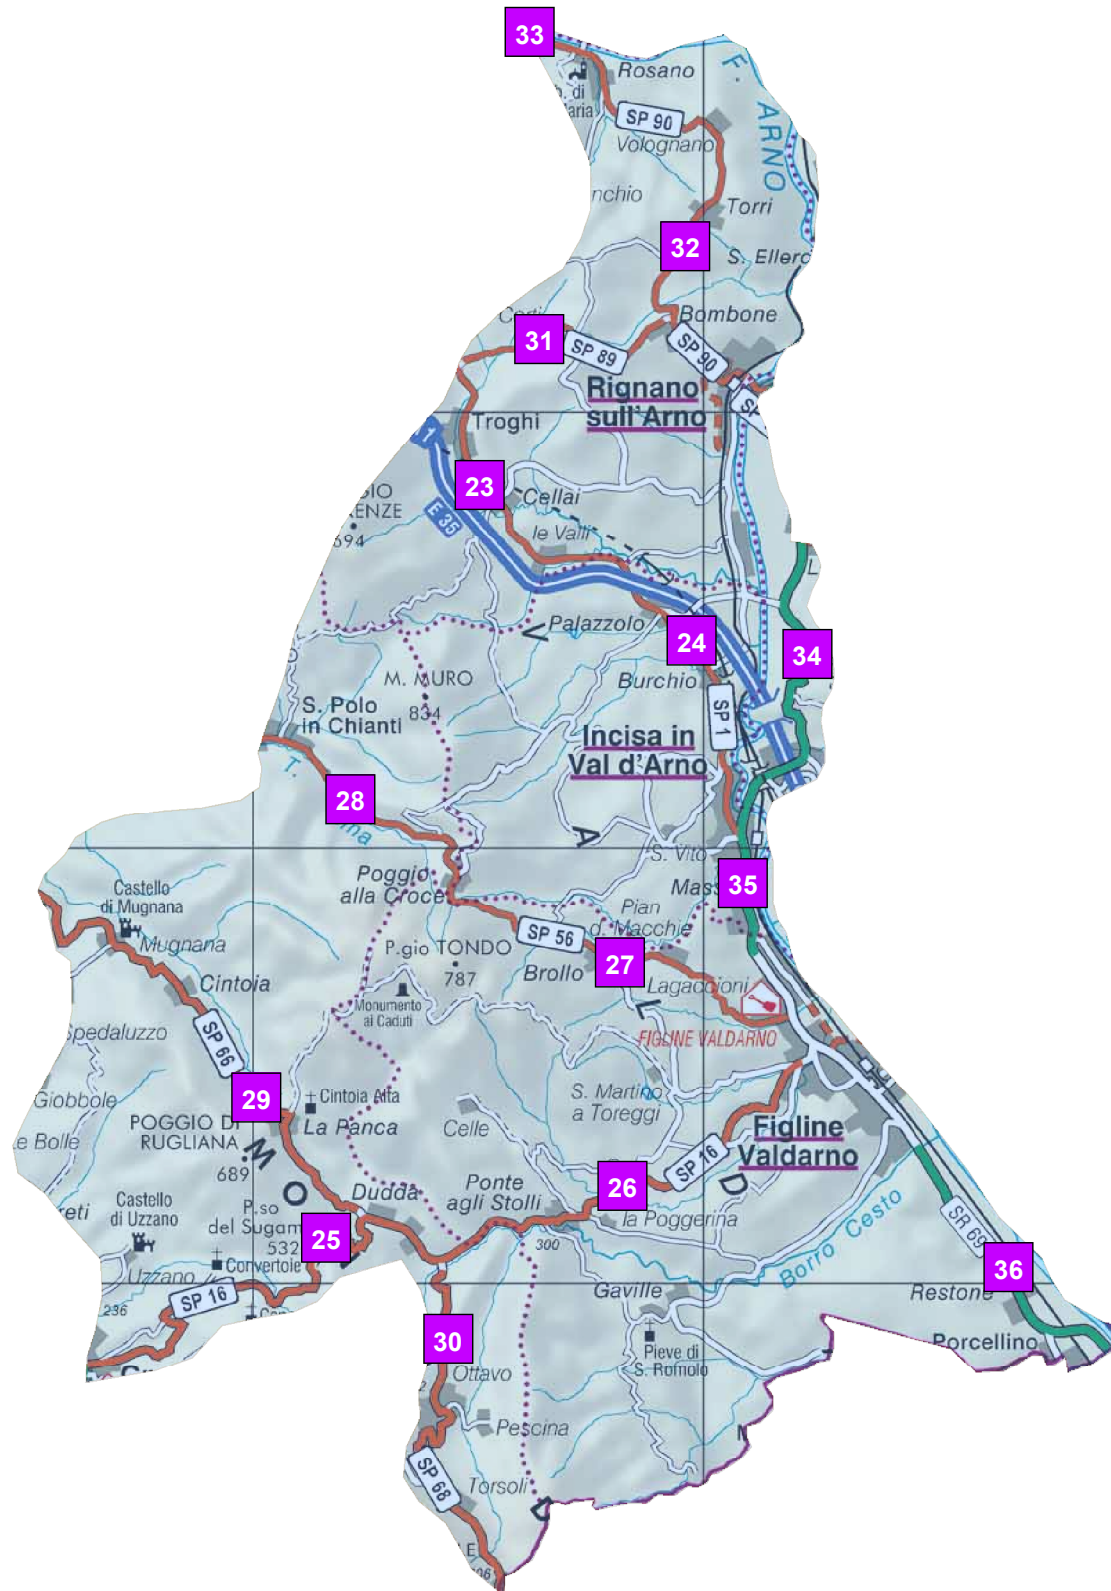 33
Rosano
F. ARNO
SP 90
Volognano
Torri
32
S. Ellero
Bombone
31
SP 89
SP 90
Rignano
sull'Arno
Troghi
23
Cellai
E 35
694
le Valli
Palazzolo
24
34
Burchio
M. MURO
834
S. Polo
in Chianti
SP 1
Incisa in
Val d'Arno
T.
28
ma
V
A
L
D
S. Vito
35
Poggio
alla Croce
Castello
di Mugnana
Mugnana
Pian
d. Macchie
SP 56
P.gio TONDO
787
Brollo
27
Cintoia
Lagaccioni
Monumento
ai Caduti
FIGLINE VALDARNO
SP 66
Giobbole
Le Bolle
29
Cintoia Alta
La Panca
POGGIO DI
RUGLIANA
689
S. Martino
a Toreggi
Celle
Figline
Valdarno
SP 16
26
Ponte
agli Stolli
Dudda
M
O
Castello
di Uzzano
P.so
532
25
la Poggerina
300
Borro Cesto
SR 69
36
Convertoie
Uzzano
SP 16
236
Gaville
Restone
Porcellino
30
Pieve di
S. Romolo
Ottavo
Pescina
SP 68
Torsoli
D